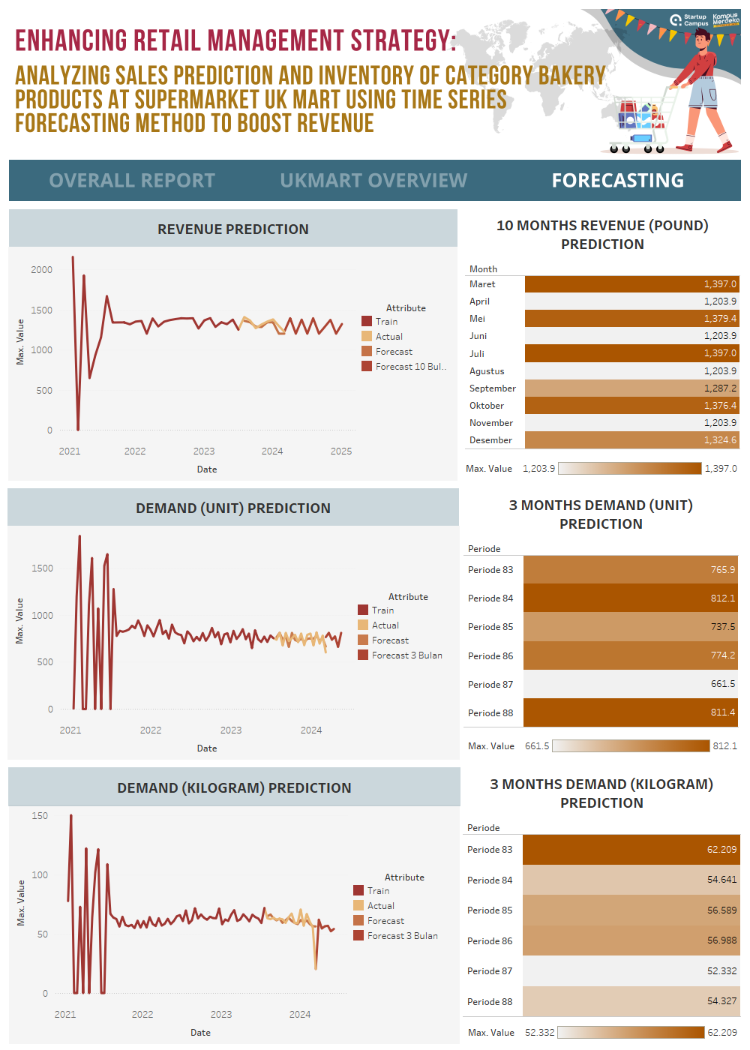 ENHANCING RETAIL MANAGEMENT STRATEGY:
Startup Campus
Kampus Merdeka
ANALYZING SALES PREDICTION AND INVENTORY OF CATEGORY BAKERY
PRODUCTS AT SUPERMARKET UK MART USING TIME SERIES
FORECASTING METHOD TO BOOST REVENUE
OVERALL REPORT UKMART OVERVIEW FORECASTING
REVENUE PREDICTION
Max. Value
2000
1500
1000
500
0
2021 2022 2023 2024 2025
Date
Attribute
Train
Actual
Forecast
Forecast 10 Bul..
10 MONTHS REVENUE (POUND)
PREDICTION
Month
Maret 1,397.0
April 1,203.9
Mei 1,379.4
Juni 1,203.9
Juli 1,397.0
Agustus 1,203.9
September 1,287.2
Oktober 1,376.4
November 1,203.9
Desember 1,324.6
Max. Value 1,203.9 1,397.0
DEMAND (UNIT) PREDICTION
Max. Value
1500
1000
500
0
2021 2022 2023 2024
Date
Attribute
Train
Actual
Forecast
Forecast 3 Bulan
3 MONTHS DEMAND (UNIT)
PREDICTION
Periode
Periode 83 765.9
Periode 84 812.1
Periode 85 737.5
Periode 86 774.2
Periode 87 661.5
Periode 88 811.4
Max. Value 661.5 812.1
DEMAND (KILOGRAM) PREDICTION
Max. Value
150
100
50
0
2021 2022 2023 2024
Date
Attribute
Train
Actual
Forecast
Forecast 3 Bulan
3 MONTHS DEMAND (KILOGRAM)
PREDICTION
Periode
Periode 83 62.209
Periode 84 54.641
Periode 85 56.589
Periode 86 56.988
Periode 87 52.332
Periode 88 54.327
Max. Value 52.332 62.209